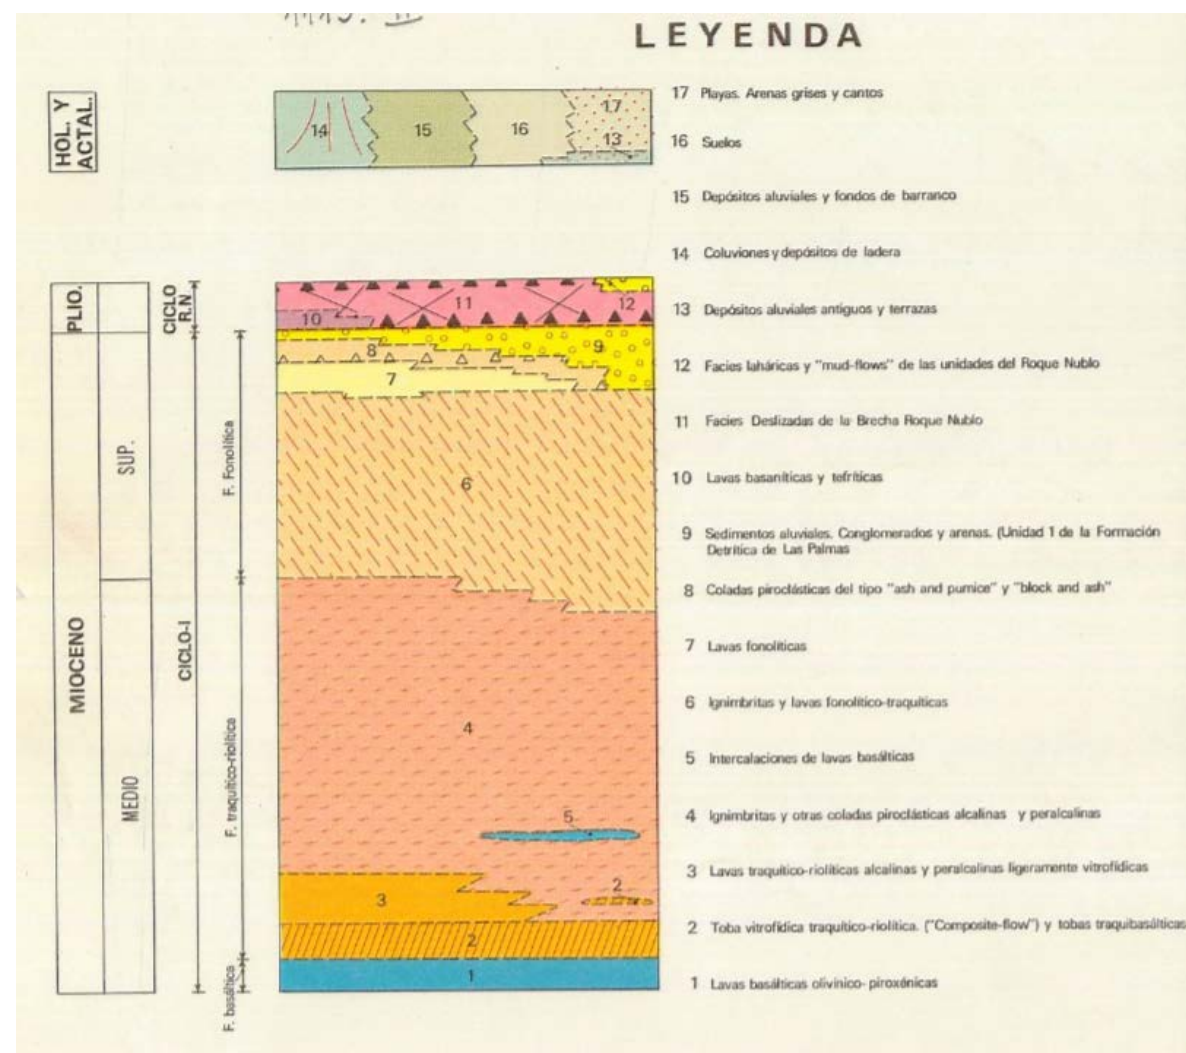 LEYENDA
HOL. Y
ACTAL.
14
15
16
17
13
17 Playas. Arenas grises y cantos
16 Suelos
15 Depósitos aluviales y fondos de barranco
14 Coluviones y depósitos de ladera
13 Depósitos aluviales antiguos y terrazas
12 Facies laháricas y "mud-flows" de las unidades del Roque Nublo
11 Facies Deslizadas de la Brecha Roque Nublo
10 Lavas basaníticas y tefríticas
9 Sedimentos aluviales. Conglomerados y arenas. (Unidad 1 de la Formación
Detrítica de Las Palmas
8 Coladas piroclásticas del tipo "ash and pumice" y "block and ash"
7 Lavas fonolíticas
6 Ignimbritas y lavas fonolítico-traquíticas
5 Intercalaciones de lavas basálticas
4 Ignimbritas y otras coladas piroclásticas alcalinas y peralcalinas
3 Lavas traquítico-riolíticas alcalinas y peralcalinas ligeramente vitrofídicas
2 Toba vitrofídica traquítico-riolítica. ("Composite-flow") y tobas traquibasálticas
1 Lavas basálticas olivínico-piroxénicas
PLIO.
CICLO
R.N
MIOCENO
SUP.
MEDIO
CICLO-I
F. Fonolítica
F. traquítico-riolítica
F. basáltica
11
12
10
8
9
7
6
4
5
3
2
2
1